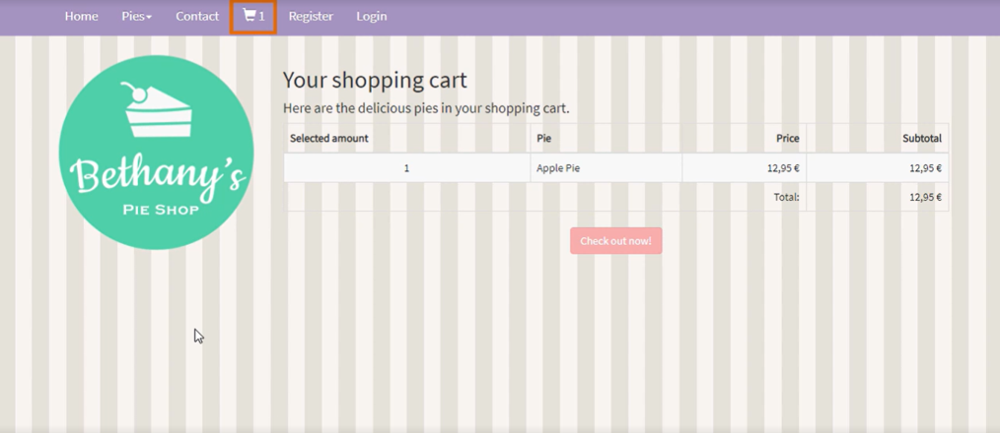 Home Pies Contact 1 Register Login
Your shopping cart
Here are the delicious pies in your shopping cart.
Selected amount Pie Price Subtotal
1 Apple Pie 12,95 € 12,95 €
Total: 12,95 €
Check out now!
Bethany's
PIE SHOP